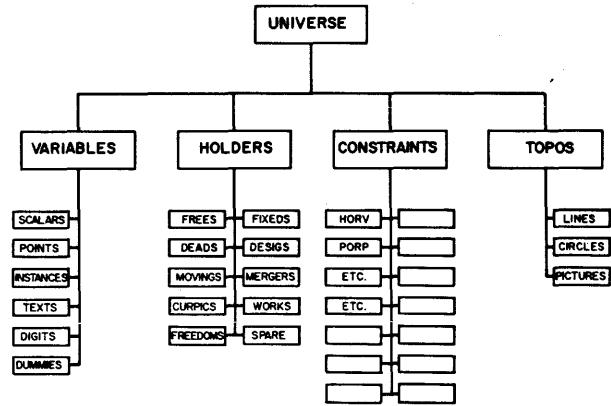 UNIVERSE
VARIABLES
HOLDERS
CONSTRAINTS
TOPOS
SCALARS
POINTS
INSTANCES
TEXTS
DIGITS
DUMMIES
FREES
FIXEDS
DEADS
DESIGS
MOVINGS
MERGERS
CURPICS
WORKS
FREEDOMS
SPARE
HORV
PORP
ETC.
ETC.
LINES
CIRCLES
PICTURES